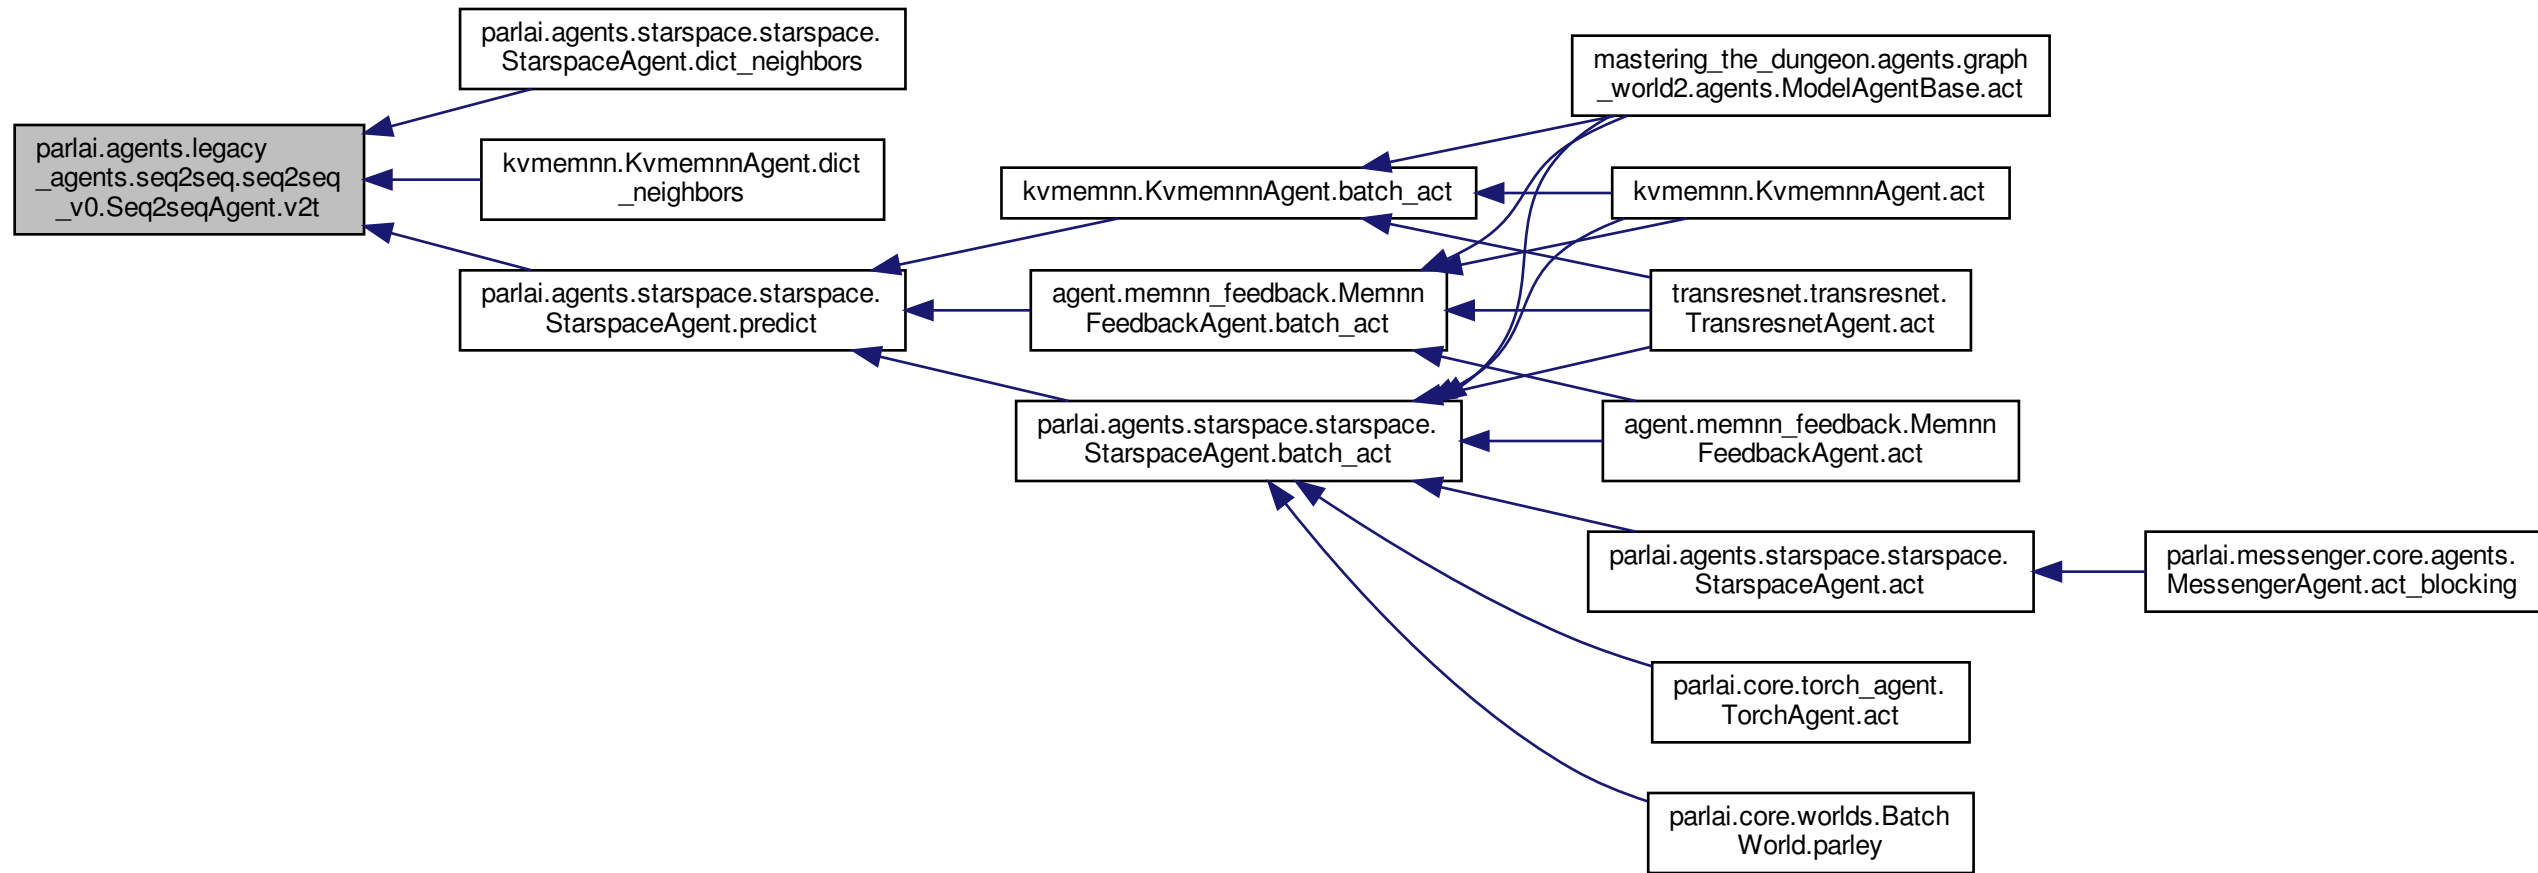 parlai.agents.legacy
_agents.seq2seq.seq2seq
_v0.Seq2seqAgent.v2t
parlai.agents.starspace.starspace.
StarspaceAgent.dict_neighbors
kvmemnn.KvmemnnAgent.dict
_neighbors
parlai.agents.starspace.starspace.
StarspaceAgent.predict
kvmemnn.KvmemnnAgent.batch_act
agent.memnn_feedback.Memnn
FeedbackAgent.batch_act
parlai.agents.starspace.starspace.
StarspaceAgent.batch_act
mastering_the_dungeon.agents.graph
_world2.agents.ModelAgentBase.act
kvmemnn.KvmemnnAgent.act
transresnet.transresnet.
TransresnetAgent.act
agent.memnn_feedback.Memnn
FeedbackAgent.act
parlai.agents.starspace.starspace.
StarspaceAgent.act
parlai.core.torch_agent.
TorchAgent.act
parlai.core.worlds.Batch
World.parley
parlai.messenger.core.agents.
MessengerAgent.act_blocking